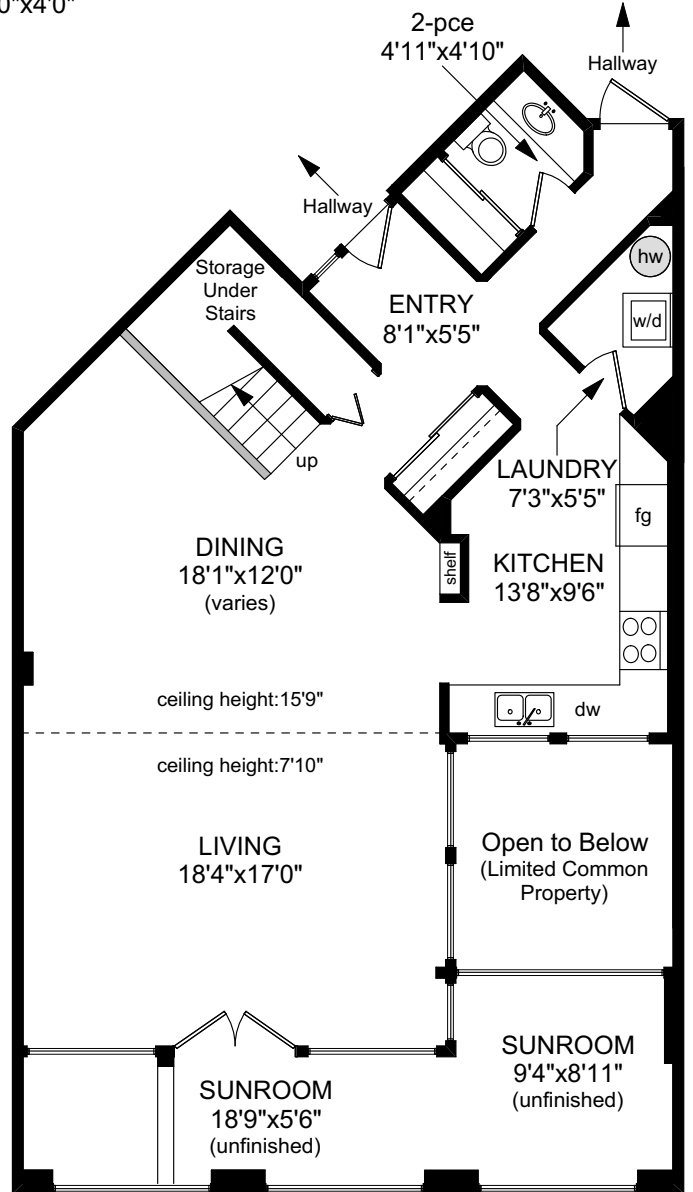 2-pce
4'11"x4'10"
Hallway
Hallway
Storage
Under
Stairs
hw
ENTRY
8'1"x5'5"
w/d
up
LAUNDRY
7'3"x5'5"
fg
DINING
18'1"x12'0"
(varies)
shelf
KITCHEN
13'8"x9'6"
ceiling height:15'9"
dw
ceiling height:7'10"
LIVING
18'4"x17'0"
Open to Below
(Limited Common
Property)
SUNROOM
9'4"x8'11"
(unfinished)
SUNROOM
18'9"x5'6"
(unfinished)